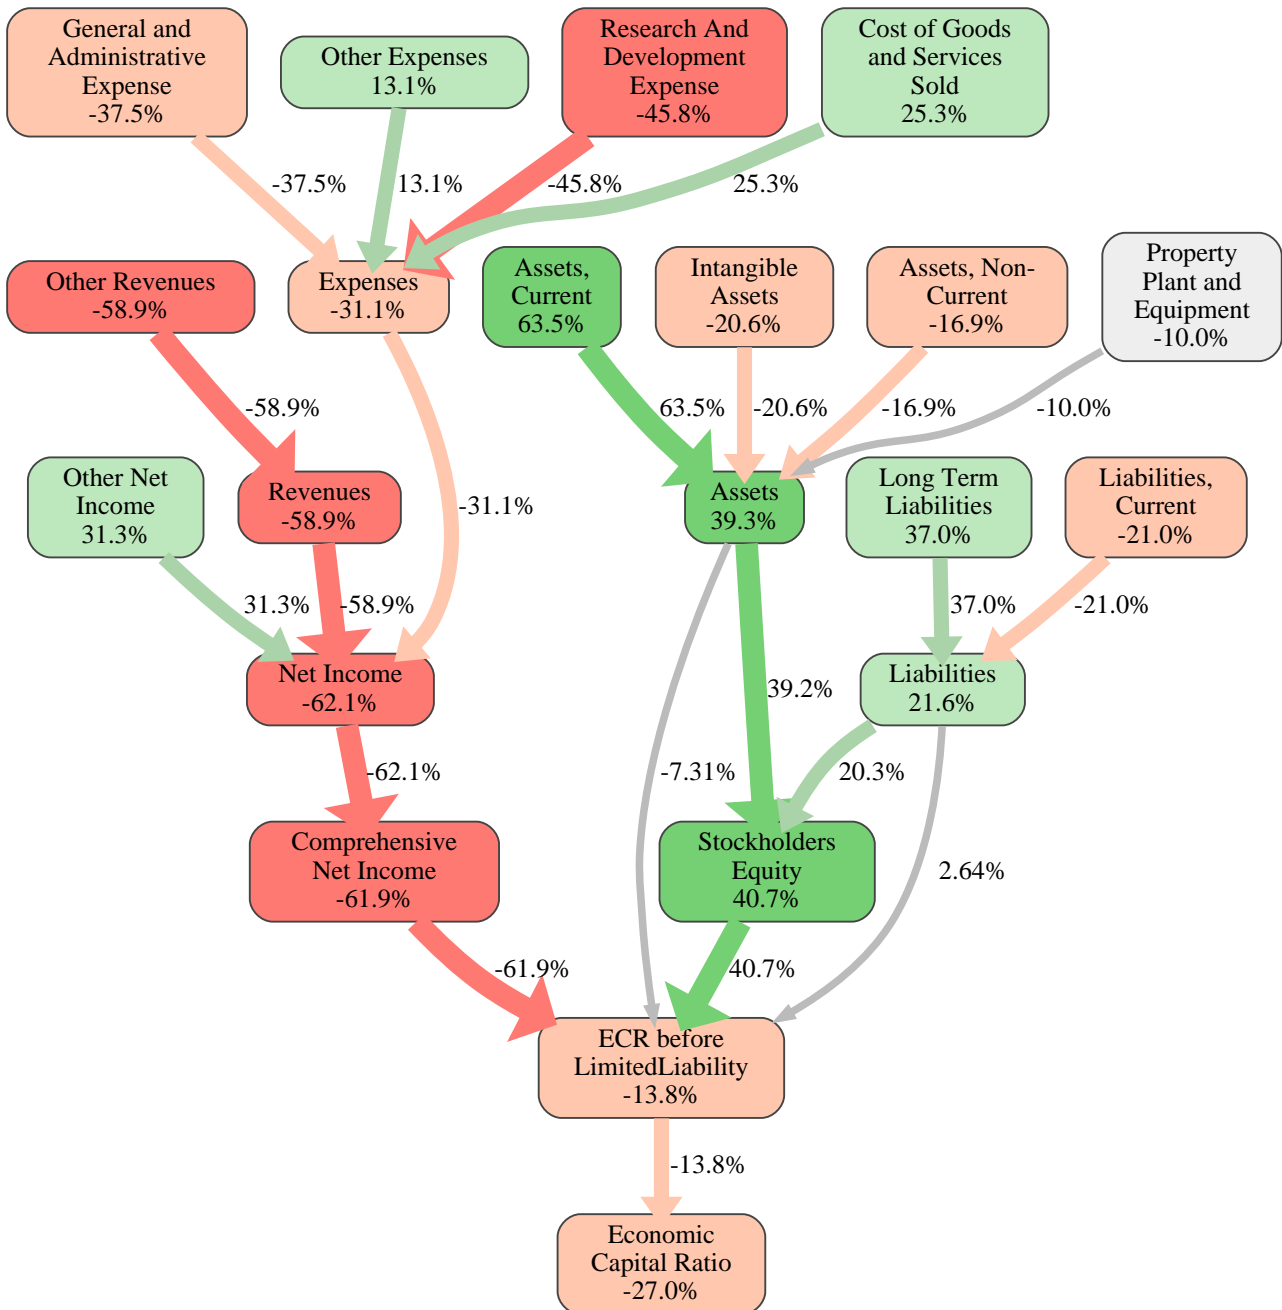 General and
Administrative
Expense
-37.5%
Other Expenses
13.1%
Research And
Development
Expense
-45.8%
Cost of Goods
and Services
Sold
25.3%
-37.5%
13.1%
-45.8%
25.3%
Other Revenues
-58.9%
Expenses
-31.1%
Assets,
Current
63.5%
Intangible
Assets
-20.6%
Assets, Non-
Current
-16.9%
Property
Plant and
Equipment
-10.0%
-58.9%
63.5%
-20.6%
-16.9%
-10.0%
Other Net
Income
31.3%
Revenues
-58.9%
-31.1%
Assets
39.3%
Long Term
Liabilities
37.0%
Liabilities,
Current
-21.0%
31.3%
-58.9%
37.0%
-21.0%
Net Income
-62.1%
39.2%
Liabilities
21.6%
-62.1%
-7.31%
20.3%
Comprehensive
Net Income
-61.9%
Stockholders
Equity
40.7%
2.64%
-61.9%
40.7%
ECR before
LimitedLiability
-13.8%
-13.8%
Economic
Capital Ratio
-27.0%